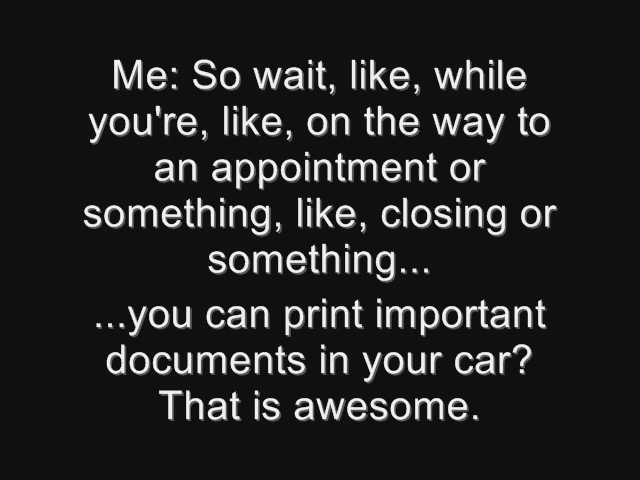 Me: So wait, like, while
you're, like, on the way to
an appointment or
something, like, closing or
something...
...you can print important
documents in your car?
That is awesome.